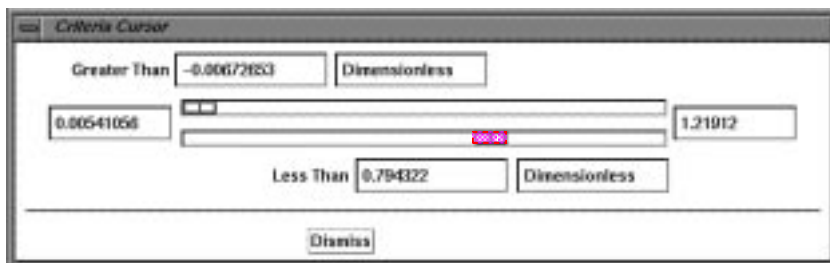 Criteria Cursor
Greater Than -0.00672653 Dimensionless
0.00541056 1.21912
Less Than 0.794322 Dimensionless
Dismiss